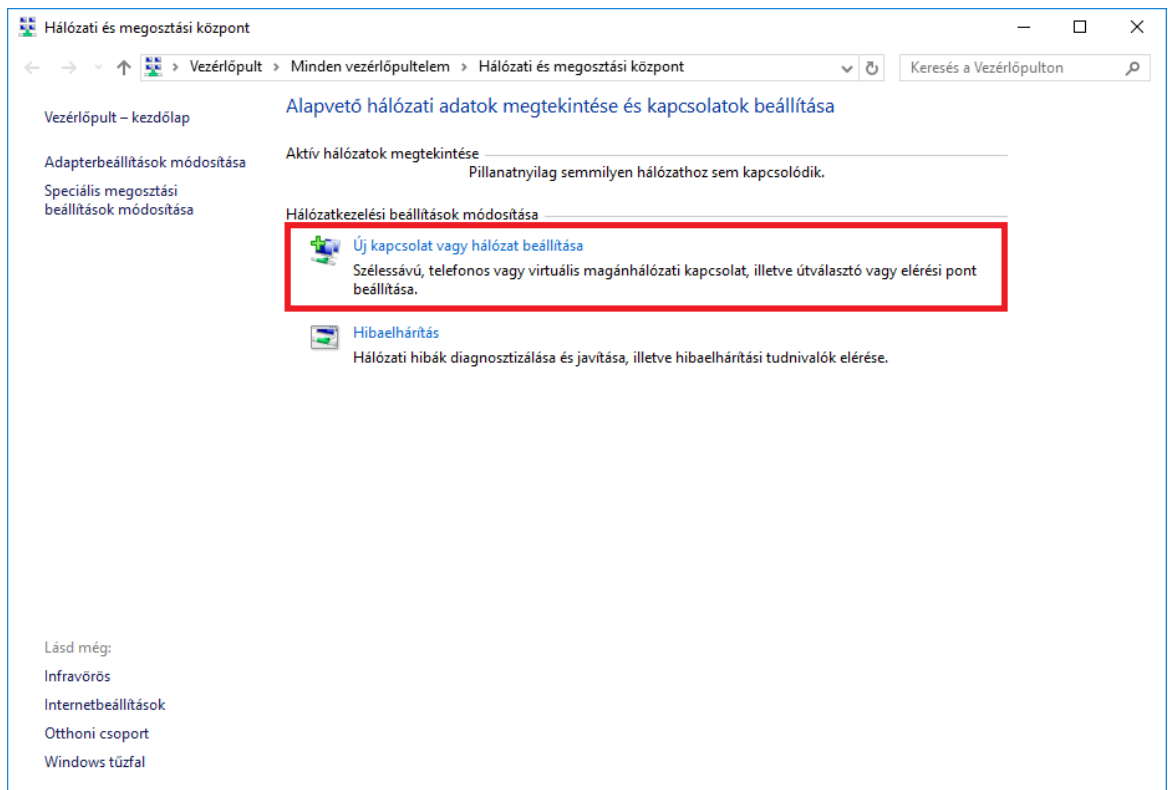 Hálózati és megosztási központ
Vezérlőpult › Minden vezérlőpultelem › Hálózati és megosztási központ
Keresés a Vezérlőpulton
Vezérlőpult – kezdőlap
Adapterbeállítások módosítása
Speciális megosztási
beállítások módosítása
Alapvető hálózati adatok megtekintése és kapcsolatok beállítása
Aktív hálózatok megtekintése
Pillanatnyilag semmilyen hálózathoz sem kapcsolódik.
Hálózatkezelési beállítások módosítása
Új kapcsolat vagy hálózat beállítása
Szélessávú, telefonos vagy virtuális magánhálózati kapcsolat, illetve útválasztó vagy elérési pont
beállítása.
Hibaelhárítás
Hálózati hibák diagnosztizálása és javítása, illetve hibaelhárítási tudnivalók elérése.
Lásd még:
Infravörös
Internetbeállítások
Otthoni csoport
Windows tűzfal